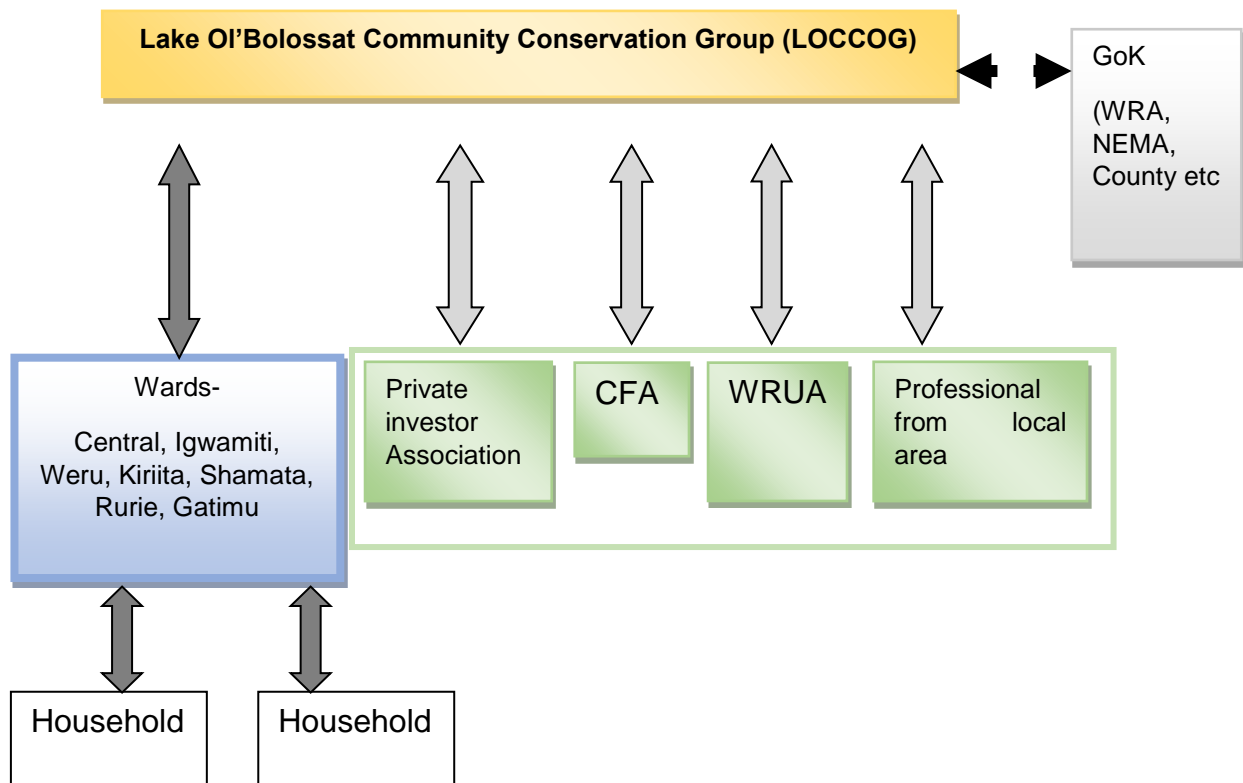 Lake Ol’Bolossat Community Conservation Group (LOCCOG)
GoK
(WRA,
NEMA,
County etc
Wards-
Central, Igwamiti,
Weru, Kiriita, Shamata,
Rurie, Gatimu
Private
investor
Association
CFA
WRUA
Professional
from local
area
Household
Household